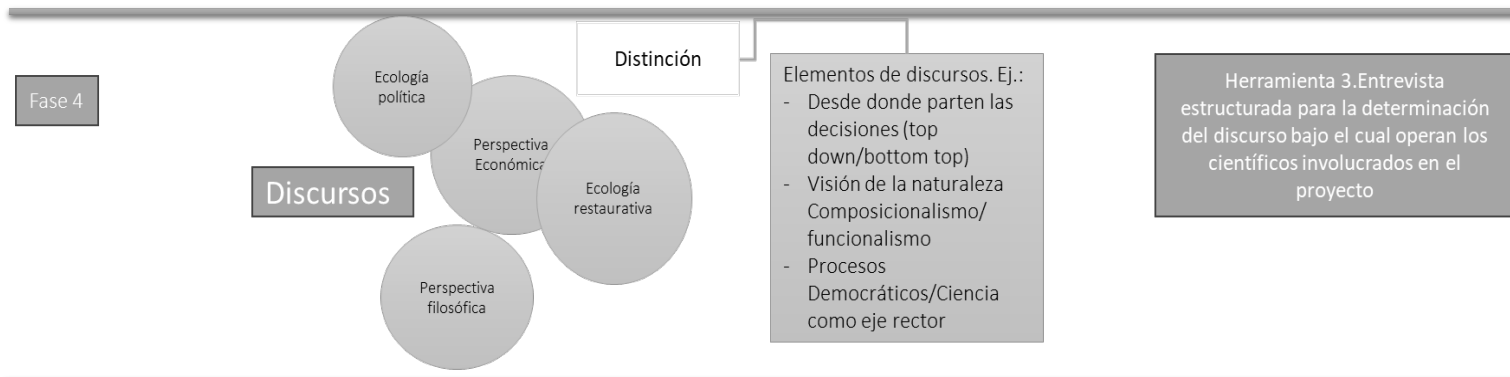 Fase 4
Discursos
Ecología
política
Perspectiva
Económica
Ecología
restaurativa
Perspectiva
filosófica
Distinción
Elementos de discursos. Ej.:
- Desde donde parten las
decisiones (top
down/bottom top)
- Visión de la naturaleza
Composicionalismo/
funcionalismo
- Procesos
Democráticos/Ciencia
como eje rector
Herramienta 3.Entrevista
estructurada para la determinación
del discurso bajo el cual operan los
científicos involucrados en el
proyecto